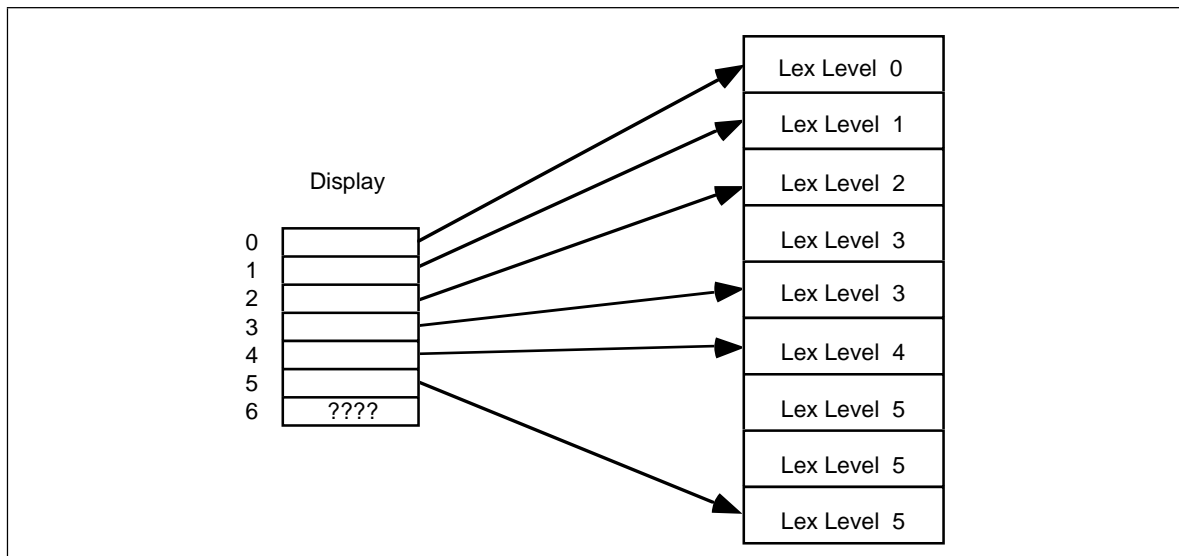 Display
0
1
2
3
4
5
6 ????
Lex Level 0
Lex Level 1
Lex Level 2
Lex Level 3
Lex Level 3
Lex Level 4
Lex Level 5
Lex Level 5
Lex Level 5